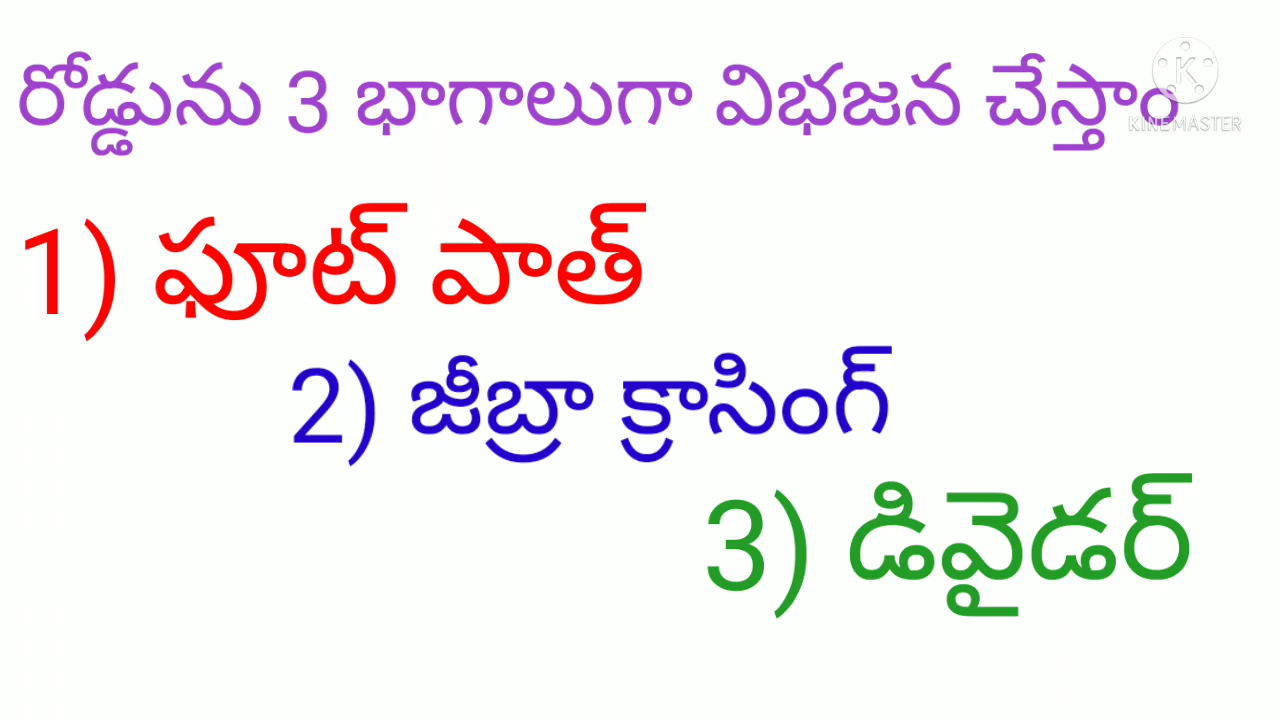 రోడ్డును 3 భాగాలుగా విభజన చేస్తాం
KINEMASTER
1) ఫూట్ పాత్
2) జీబ్రా క్రాసింగ్
3) డివైడర్